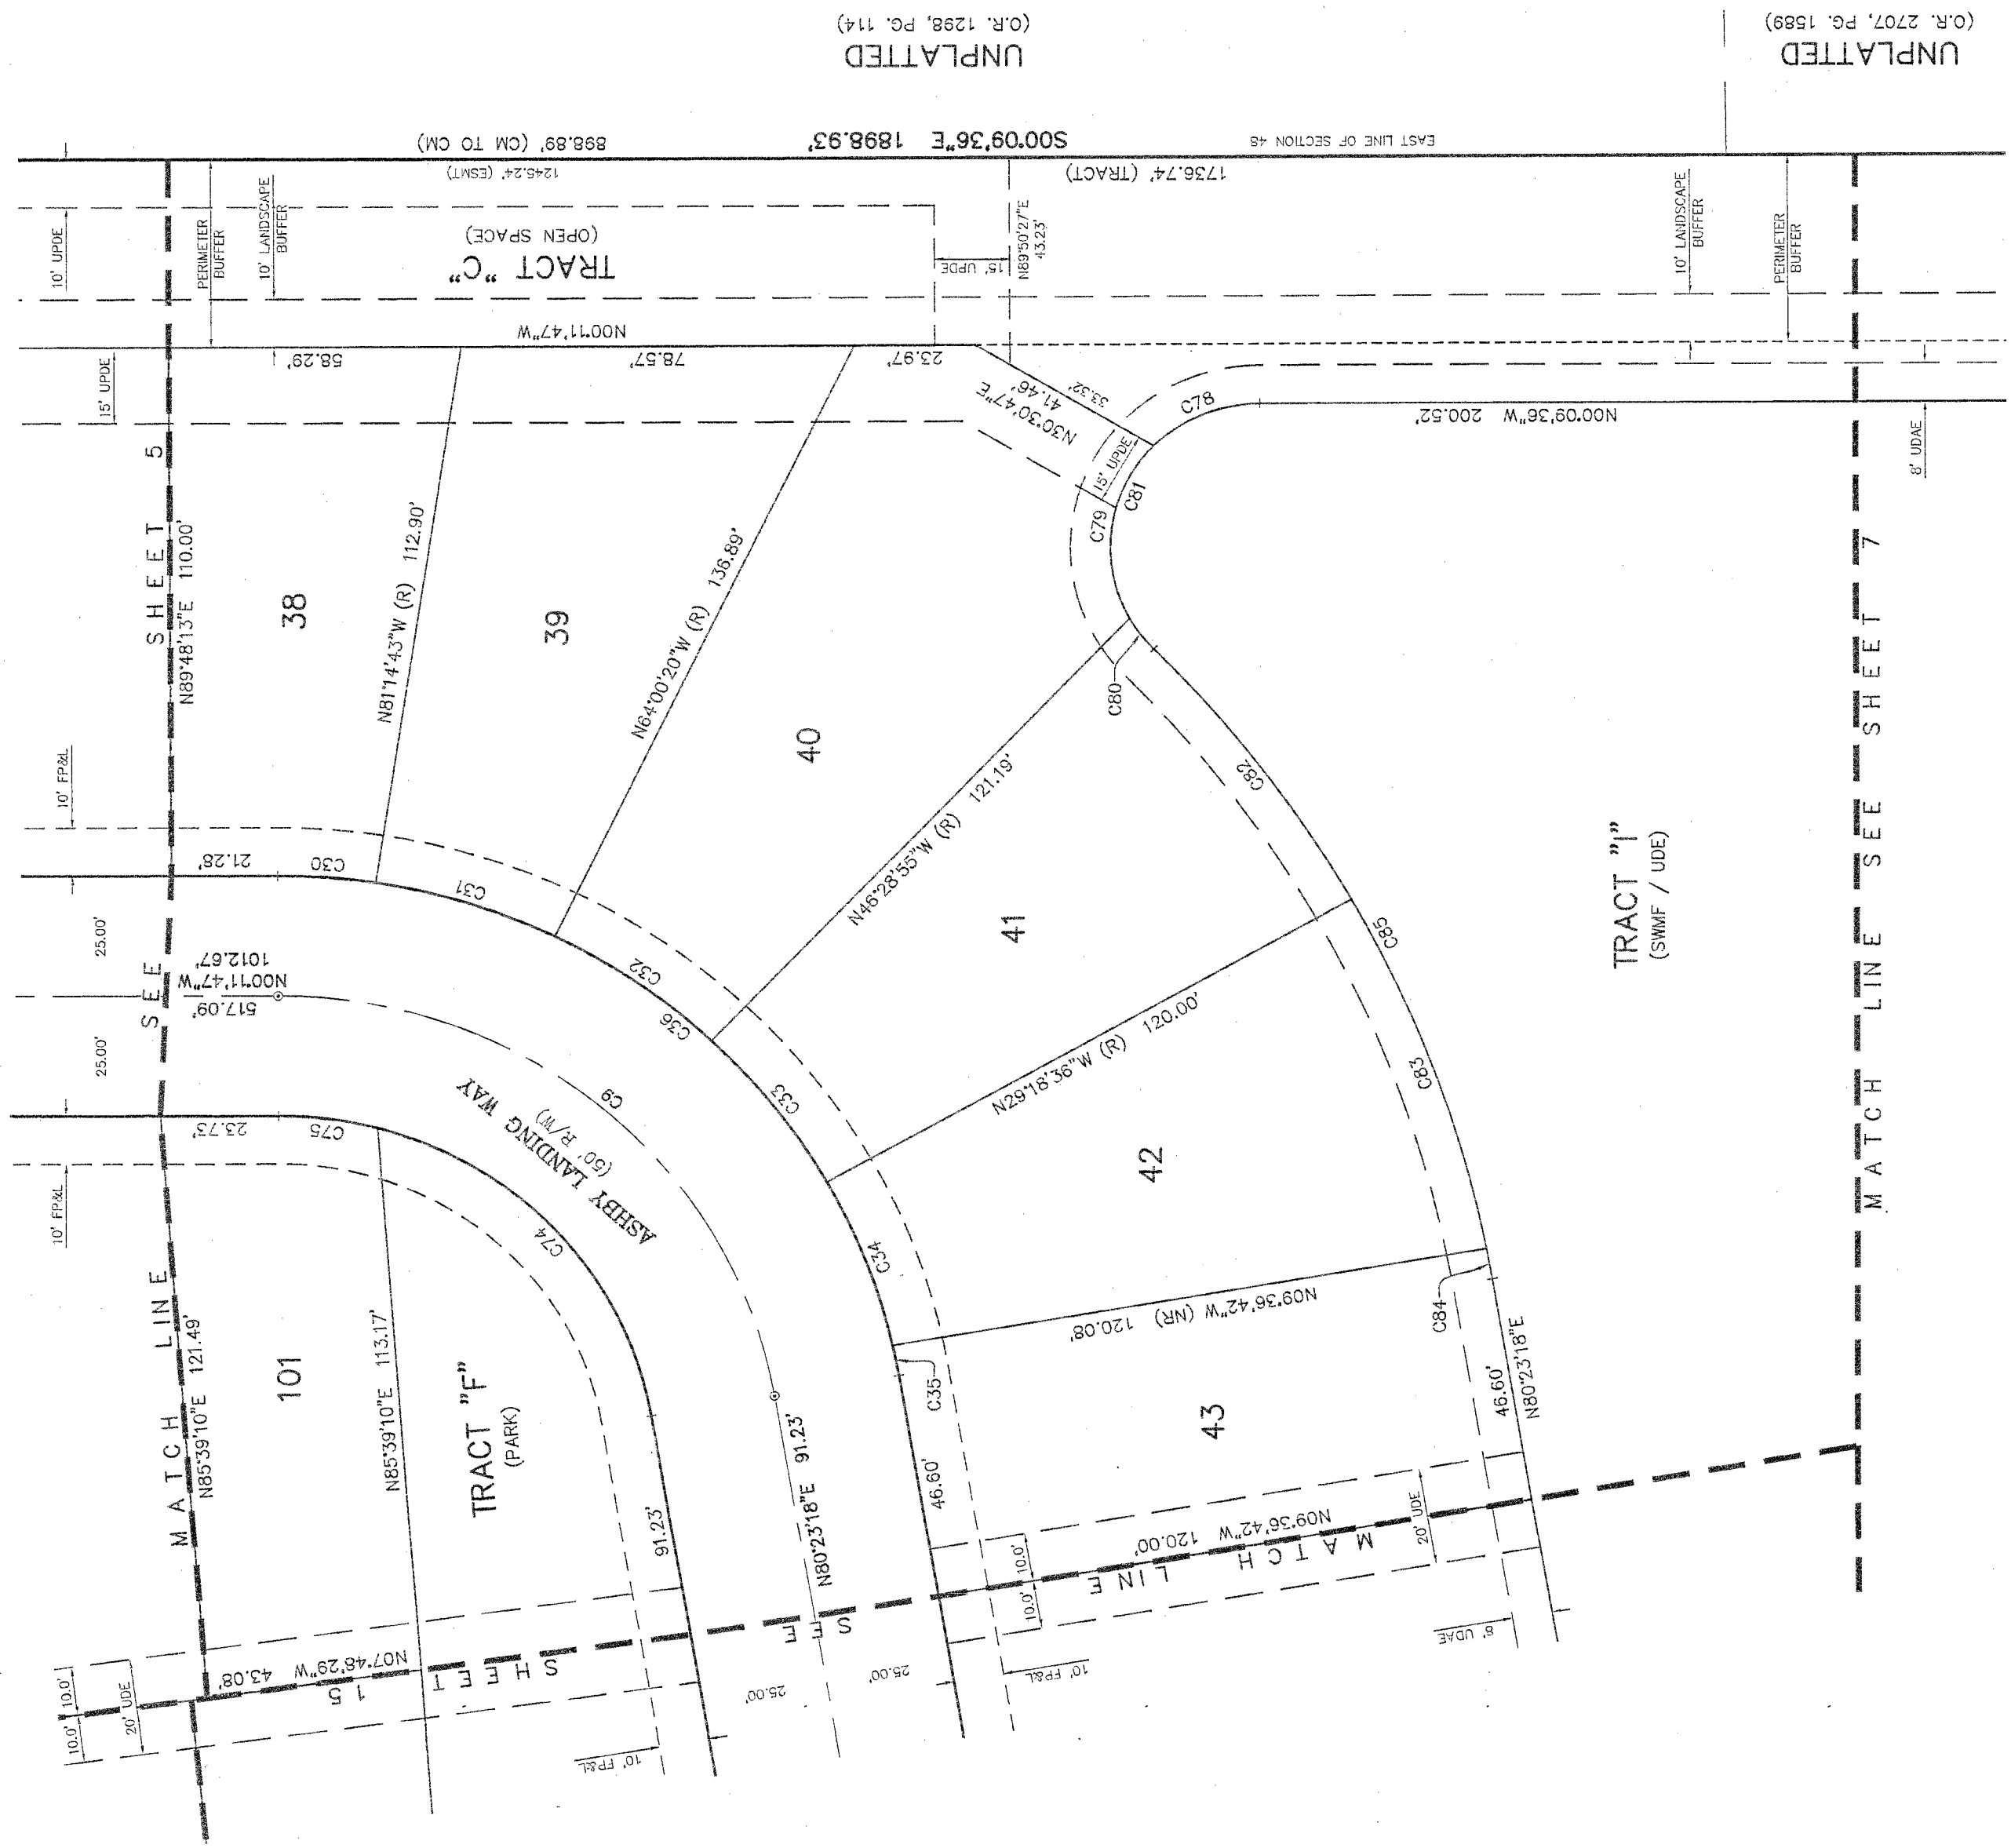 (O.R. 1298, PG. 114)
UNPLATTED
(O.R. 2707, PG. 1589)
UNPLATTED
898.89' (CM TO CM)
S00°09'36"E 1898.93'
EAST LINE OF SECTION 48
1245.24' (ESMT)
1736.74' (TRACT)
10' UPDE
PERIMETER
BUFFER
10' LANDSCAPE
BUFFER
TRACT "C"
(OPEN SPACE)
15' UPDE
N89°50'27"E
43.23'
10' LANDSCAPE
BUFFER
PERIMETER
BUFFER
N00°11'47"W
58.29'
78.57'
23.97'
15' UPDE
33.32'
41.46'
N30°30'47"E
C78
N00°09'36"W 200.52'
8' UDAE
15' UPDE
C79
C81
MATCH LINE SEE SHEET 5
N89°48'13"E 110.00'
38
N81°14'43"W (R) 112.90'
39
N64°00'20"W (R) 136.89'
40
C80
10' FP&L
21.28'
C30
C31
C32
C36
N46°28'55"W (R) 121.19'
C82
41
25.00'
N00°11'47"W
1012.67'
517.09'
25.00'
C33
N29°18'36"W (R) 120.00'
C85
TRACT "I"
(SWMF / UDE)
MATCH LINE SEE SHEET 7
C9
ASHBY LANDING WAY
(50' R/W)
23.73'
C75
C74
10' FP&L
C34
42
C83
N09°36'42"W (NR) 120.08'
C84
C35
N85°39'10"E 121.49'
101
N85°39'10"E 113.17'
TRACT "F"
(PARK)
91.23'
N80°23'18"E 91.23'
46.60'
43
46.60'
N80°23'18"E
N09°36'42"W 120.00'
20' UDE
10.0'
10.0'
MATCH LINE
SEE
SHEET 15
N07°48'29"W 43.08'
10.0'
10.0'
20' UDE
25.00'
25.00'
10' FP&L
10' FP&L
8' UDAE